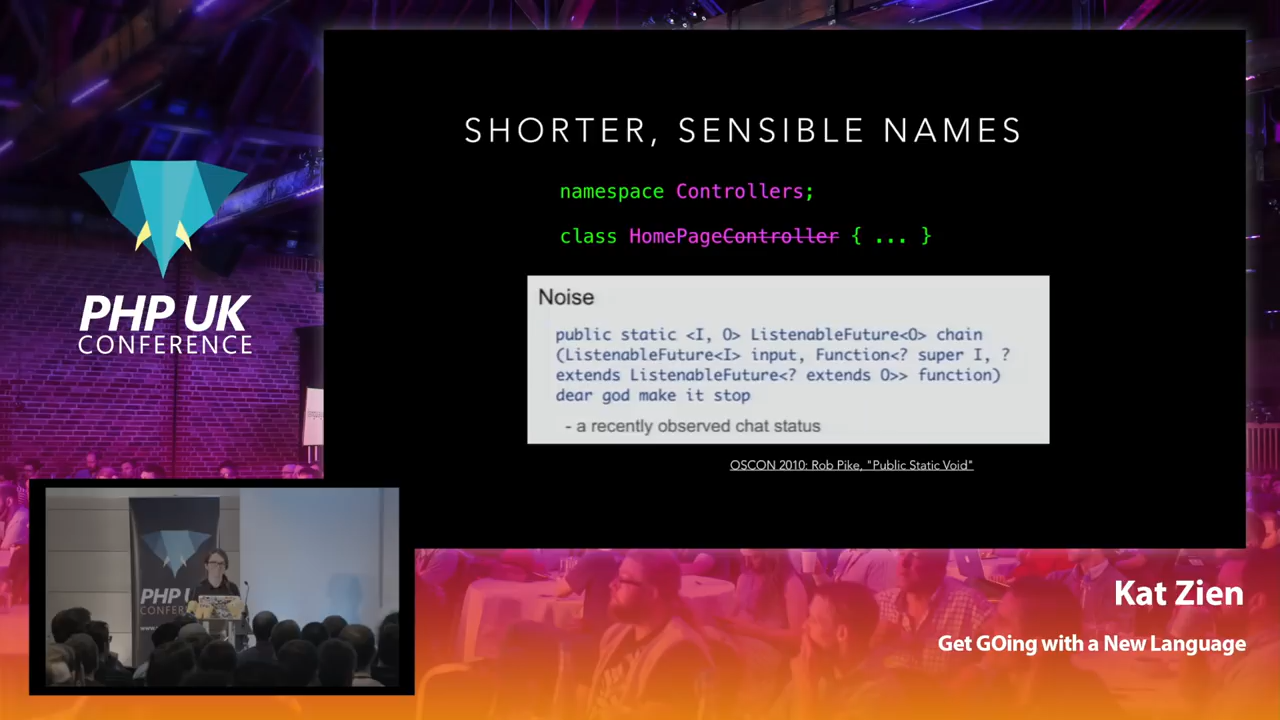 SHORTER, SENSIBLE NAMES
namespace Controllers;
class HomePageController { ... }
Noise
public static <I, O> ListenableFuture<O> chain
(ListenableFuture<I> input, Function<? super I, ?
extends ListenableFuture<? extends O>> function)
dear god make it stop
- a recently observed chat status
OSCON 2010: Rob Pike, "Public Static Void"
PHP UK
CONFERENCE
PHP
CONFER
Kat Zien
Get GOing with a New Language